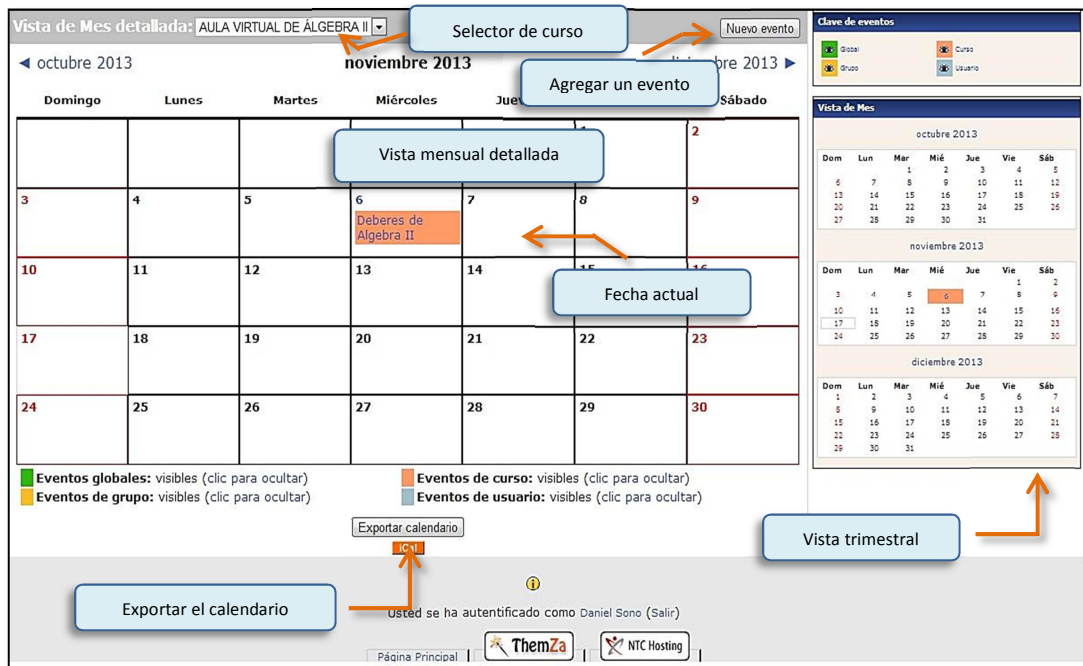 Vista de Mes detallada: AULA VIRTUAL DE ÁLGEBRA II
Selector de curso
Nuevo evento
◄ octubre 2013
noviembre 2013
bre 2013 ►
Agregar un evento
Domingo Lunes Martes Miércoles Sábado
Vista mensual detallada
2
3 4 5 6 7 8 9
Deberes de
Algebra II
10 11 12 13 14
Fecha actual
17 18 19 20 21 22 23
24 25 26 27 28 29 30
Eventos globales: visibles (clic para ocultar)
Eventos de curso: visibles (clic para ocultar)
Eventos de grupo: visibles (clic para ocultar)
Eventos de usuario: visibles (clic para ocultar)
Exportar calendario
Exportar el calendario
Usted se ha autentificado como Daniel Sono (Salir)
Página Principal
ThemZa
NTC Hosting
Clave de eventos
Global Curso
Grupo Usuario
Vista de Mes
octubre 2013
Dom Lun Mar Mié Jue Vie Sáb
1 2 3 4 5
6 7 8 9 10 11 12
13 14 15 16 17 18 19
20 21 22 23 24 25 26
27 28 29 30 31
noviembre 2013
Dom Lun Mar Mié Jue Vie Sáb
1 2
3 4 5 6 7 8 9
10 11 12 13 14 15 16
17 18 19 20 21 22 23
24 25 26 27 28 29 30
diciembre 2013
Dom Lun Mar Mié Jue Vie Sáb
1 2 3 4 5 6 7
8 9 10 11 12 13 14
15 16 17 18 19 20 21
22 23 24 25 26 27 28
29 30 31
Vista trimestral